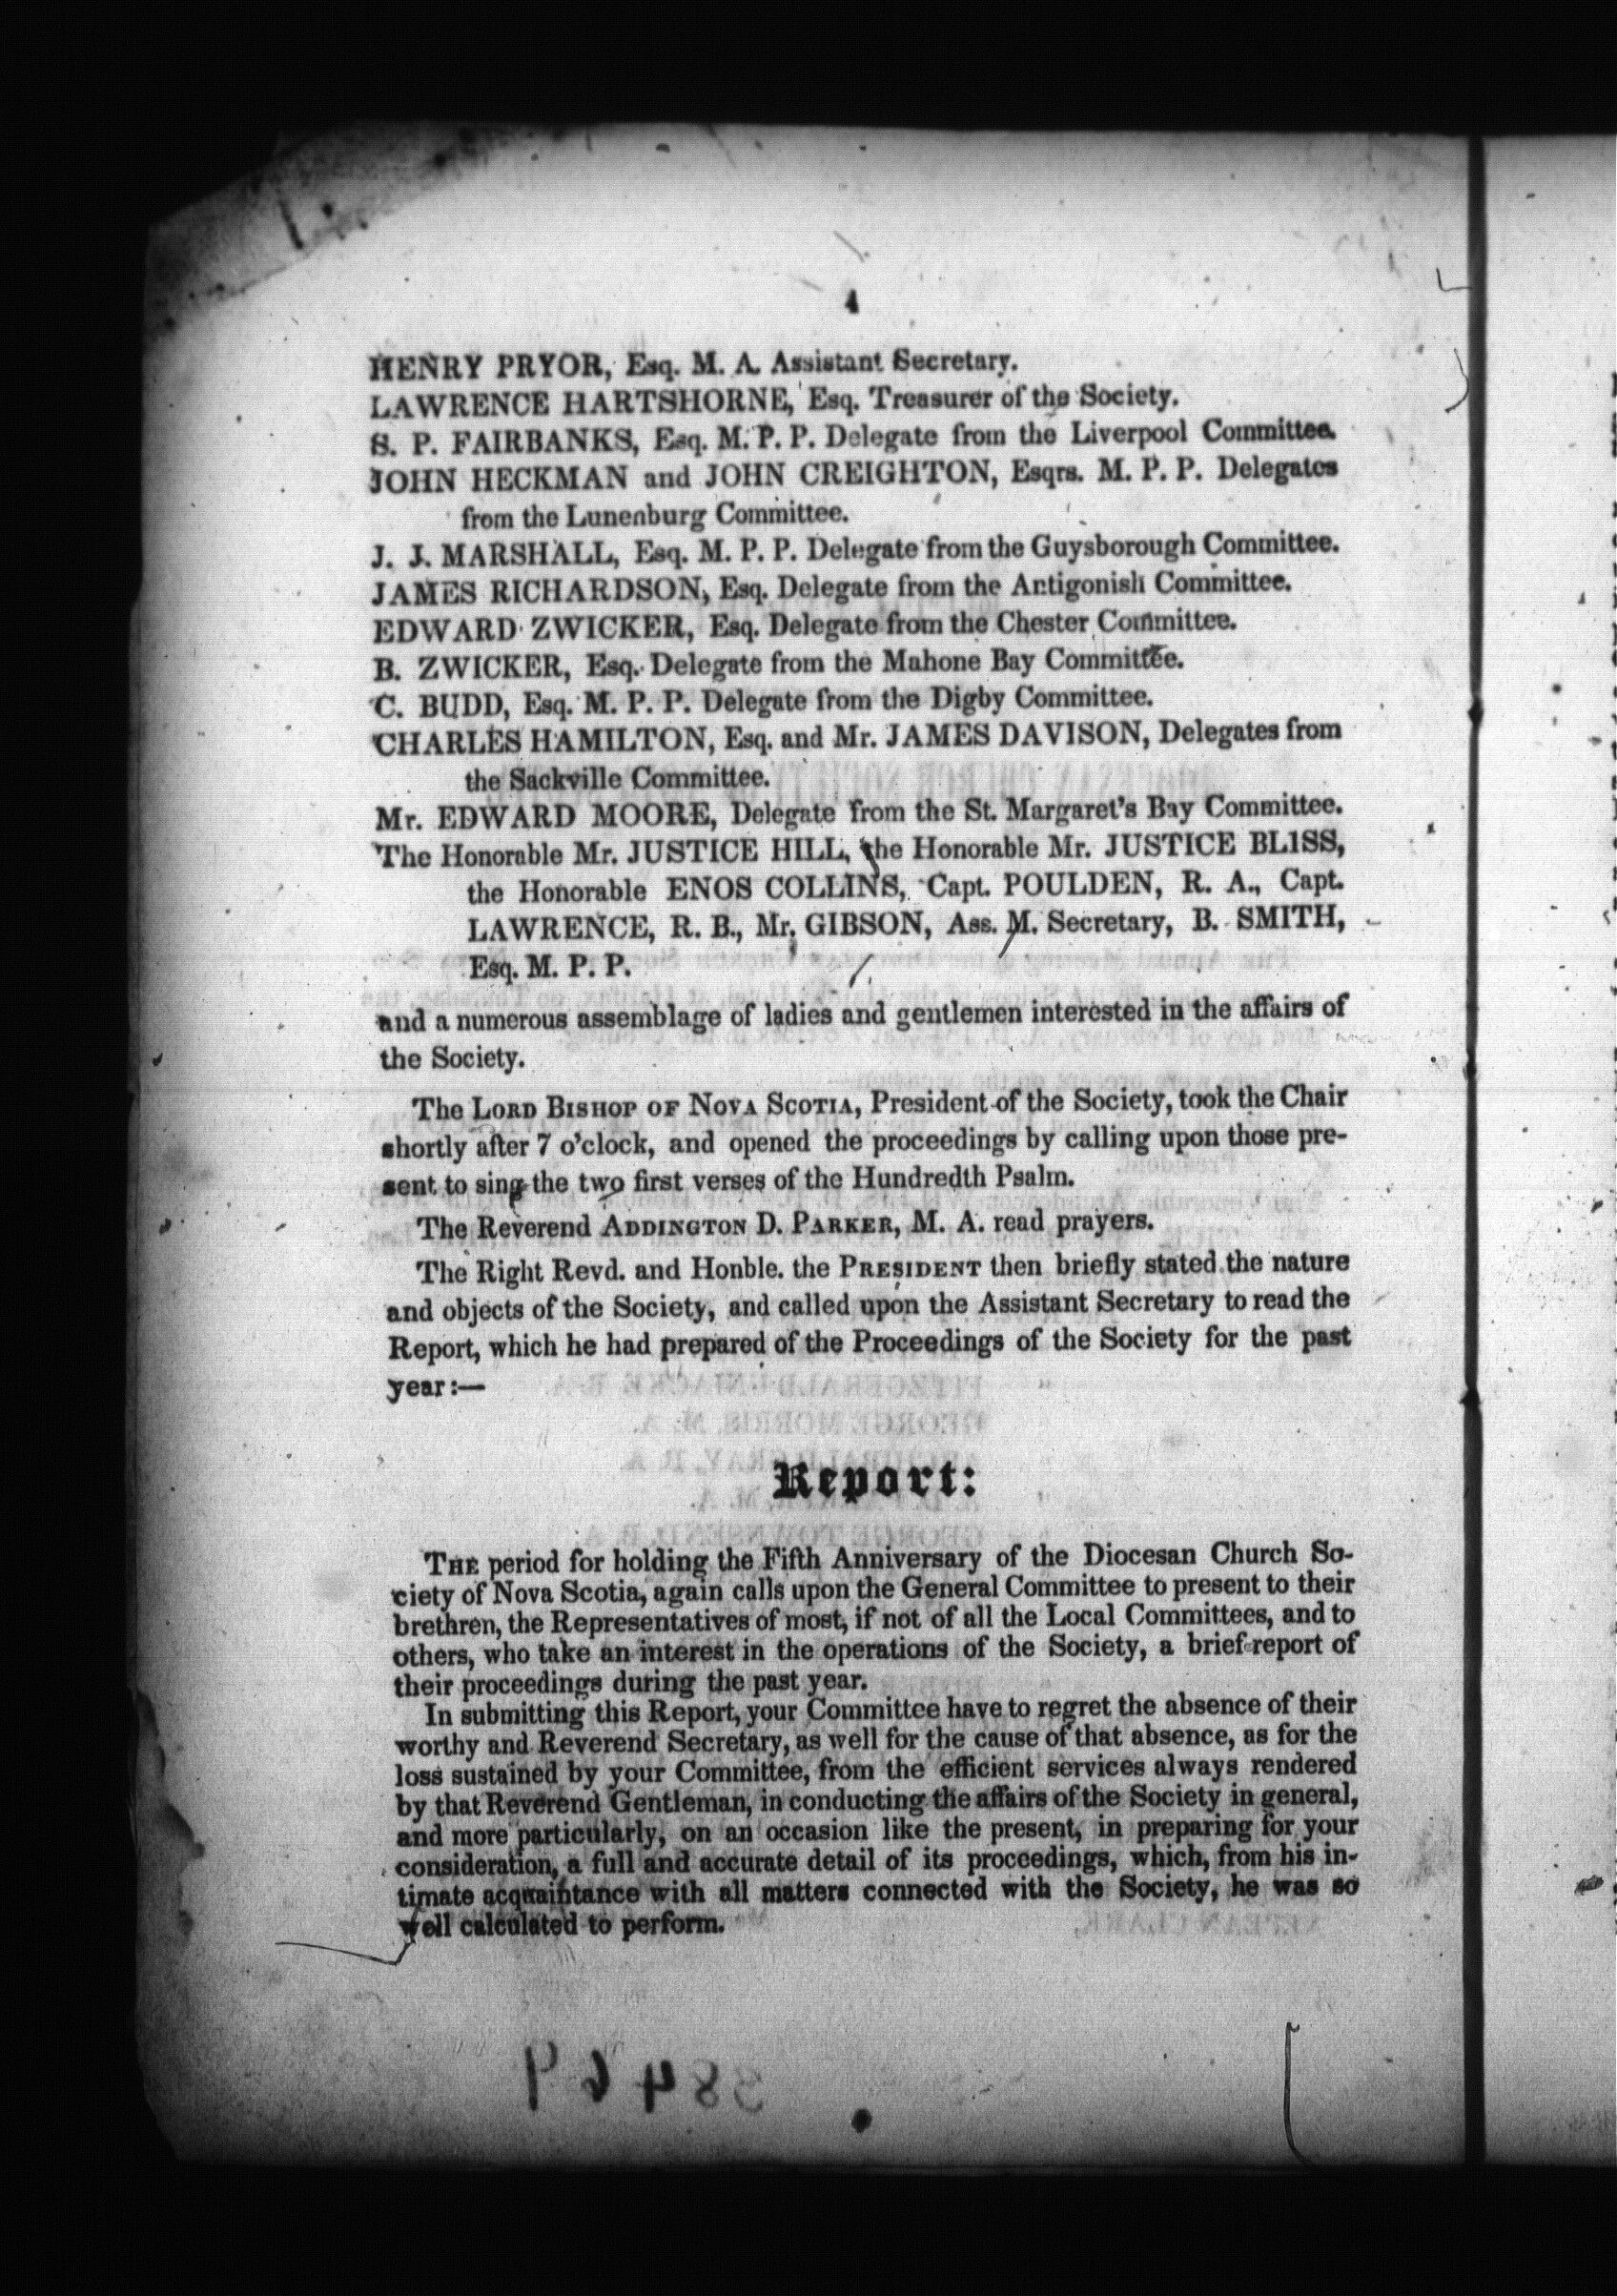 4
HENRY PRYOR, Esq. M. A. Assistant Secretary.
LAWRENCE HARTSHORNE, Esq. Treasurer of the Society.
S. P. FAIRBANKS, Esq. M. P. P. Delegate from the Liverpool Committee.
JOHN HECKMAN and JOHN CREIGHTON, Esqrs. M. P. P. Delegates
from the Lunenburg Committee.
J. J. MARSHALL, Esq. M. P. P. Delegate from the Guysborough Committee.
JAMES RICHARDSON, Esq. Delegate from the Antigonish Committee.
EDWARD ZWICKER, Esq. Delegate from the Chester Committee.
B. ZWICKER, Esq. Delegate from the Mahone Bay Committee.
C. BUDD, Esq. M. P. P. Delegate from the Digby Committee.
CHARLES HAMILTON, Esq. and Mr. JAMES DAVISON, Delegates from
the Sackville Committee.
Mr. EDWARD MOORE, Delegate from the St. Margaret's Bay Committee.
The Honorable Mr. JUSTICE HILL, the Honorable Mr. JUSTICE BLISS,
the Honorable ENOS COLLINS, Capt. POULDEN, R. A., Capt.
LAWRENCE, R. B., Mr. GIBSON, Ass. M. Secretary, B. SMITH,
Esq. M. P. P.
and a numerous assemblage of ladies and gentlemen interested in the affairs of
the Society.
The LORD BISHOP OF NOVA SCOTIA, President of the Society, took the Chair
shortly after 7 o'clock, and opened the proceedings by calling upon those pre-
sent to sing the two first verses of the Hundredth Psalm.
The Reverend ADDINGTON D. PARKER, M. A. read prayers.
The Right Revd. and Honble. the PRESIDENT then briefly stated the nature
and objects of the Society, and called upon the Assistant Secretary to read the
Report, which he had prepared of the Proceedings of the Society for the past
year:—
Report:
THE period for holding the Fifth Anniversary of the Diocesan Church So-
ciety of Nova Scotia, again calls upon the General Committee to present to their
brethren, the Representatives of most, if not of all the Local Committees, and to
others, who take an interest in the operations of the Society, a brief report of
their proceedings during the past year.
In submitting this Report, your Committee have to regret the absence of their
worthy and Reverend Secretary, as well for the cause of that absence, as for the
loss sustained by your Committee, from the efficient services always rendered
by that Reverend Gentleman, in conducting the affairs of the Society in general,
and more particularly, on an occasion like the present, in preparing for your
consideration, a full and accurate detail of its proceedings, which, from his in-
timate acquaintance with all matters connected with the Society, he was so
well calculated to perform.